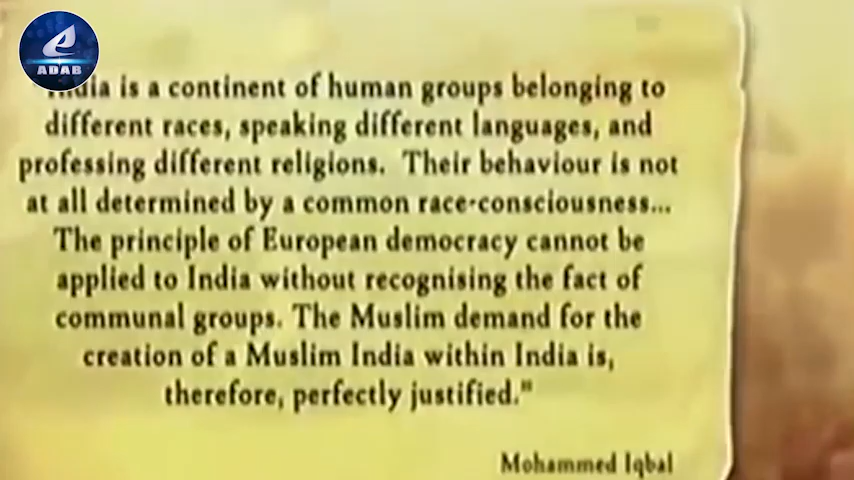 ADAB
India is a continent of human groups belonging to
different races, speaking different languages, and
professing different religions. Their behaviour is not
at all determined by a common race-consciousness...
The principle of European democracy cannot be
applied to India without recognising the fact of
communal groups. The Muslim demand for the
creation of a Muslim India within India is,
therefore, perfectly justified."
Mohammed Iqbal